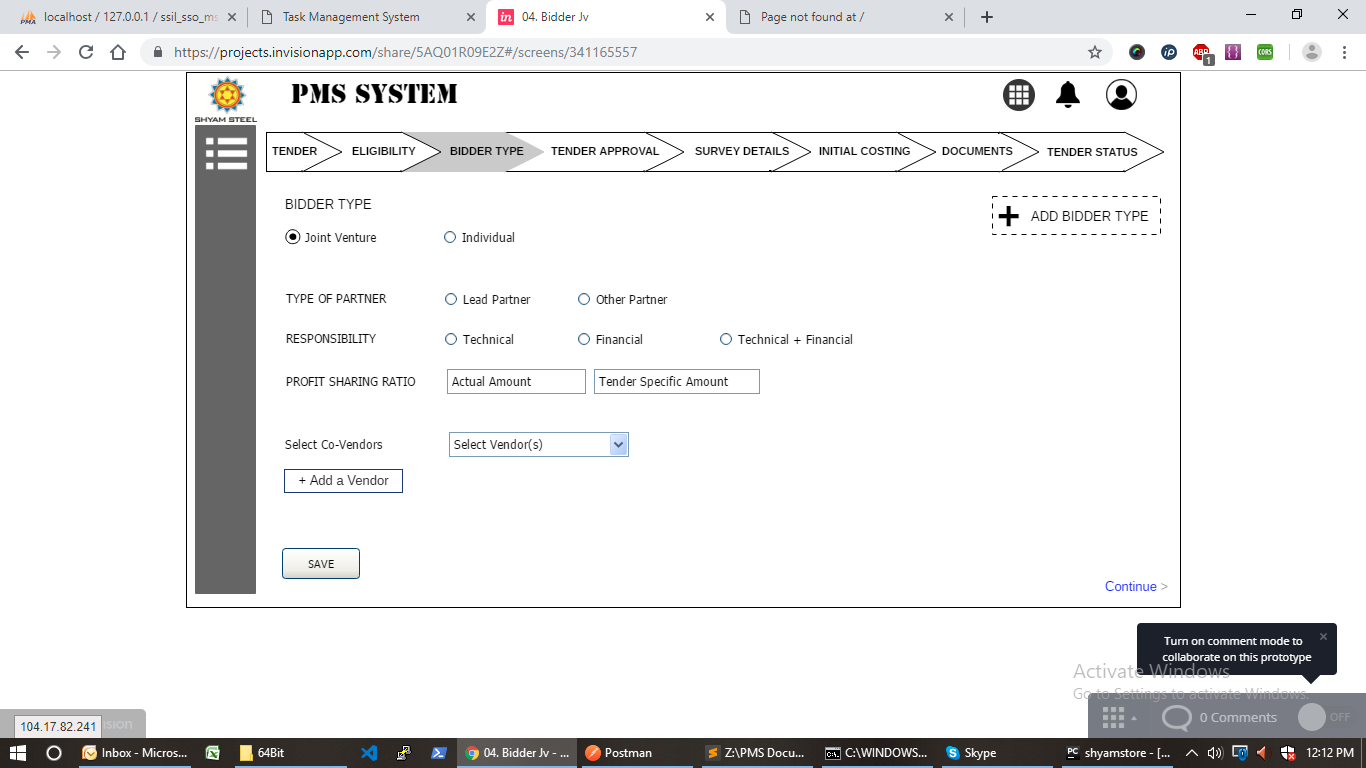 localhost / 127.0.0.1 / ssil_sso_ms
Task Management System
04. Bidder Jv
Page not found at /
https://projects.invisionapp.com/share/5AQ01R09E2Z#/screens/341165557
ABP
1
CORS
SHYAM STEEL
PMS SYSTEM
TENDER
ELIGIBILITY
BIDDER TYPE
TENDER APPROVAL
SURVEY DETAILS
INITIAL COSTING
DOCUMENTS
TENDER STATUS
BIDDER TYPE
ADD BIDDER TYPE
Joint Venture
Individual
TYPE OF PARTNER
Lead Partner
Other Partner
RESPONSIBILITY
Technical
Financial
Technical + Financial
PROFIT SHARING RATIO
Actual Amount
Tender Specific Amount
Select Co-Vendors
Select Vendor(s)
+ Add a Vendor
SAVE
Continue >
Turn on comment mode to
collaborate on this prototype
Activate Windows
Go to Settings to activate Windows.
104.17.82.241
0 Comments
OFF
Inbox - Micros...
64Bit
04. Bidder Jv - ...
Postman
Z:\PMS Docu...
C:\WINDOWS...
Skype
shyamstore - [...
12:12 PM